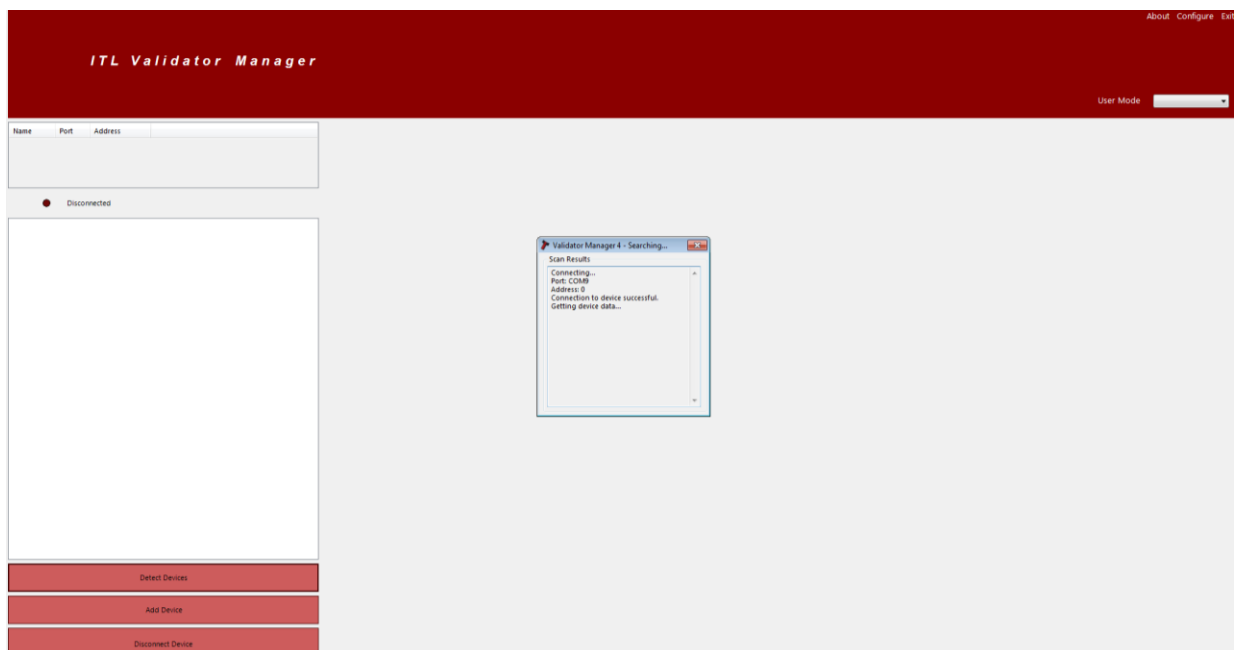 About Configure Exit
ITL Validator Manager
User Mode
Name Port Address
Disconnected
Validator Manager 4 - Searching...
Scan Results
Connecting...
Port: COM9
Address: 0
Connection to device successful.
Getting device data...
Detect Devices
Add Device
Disconnect Device